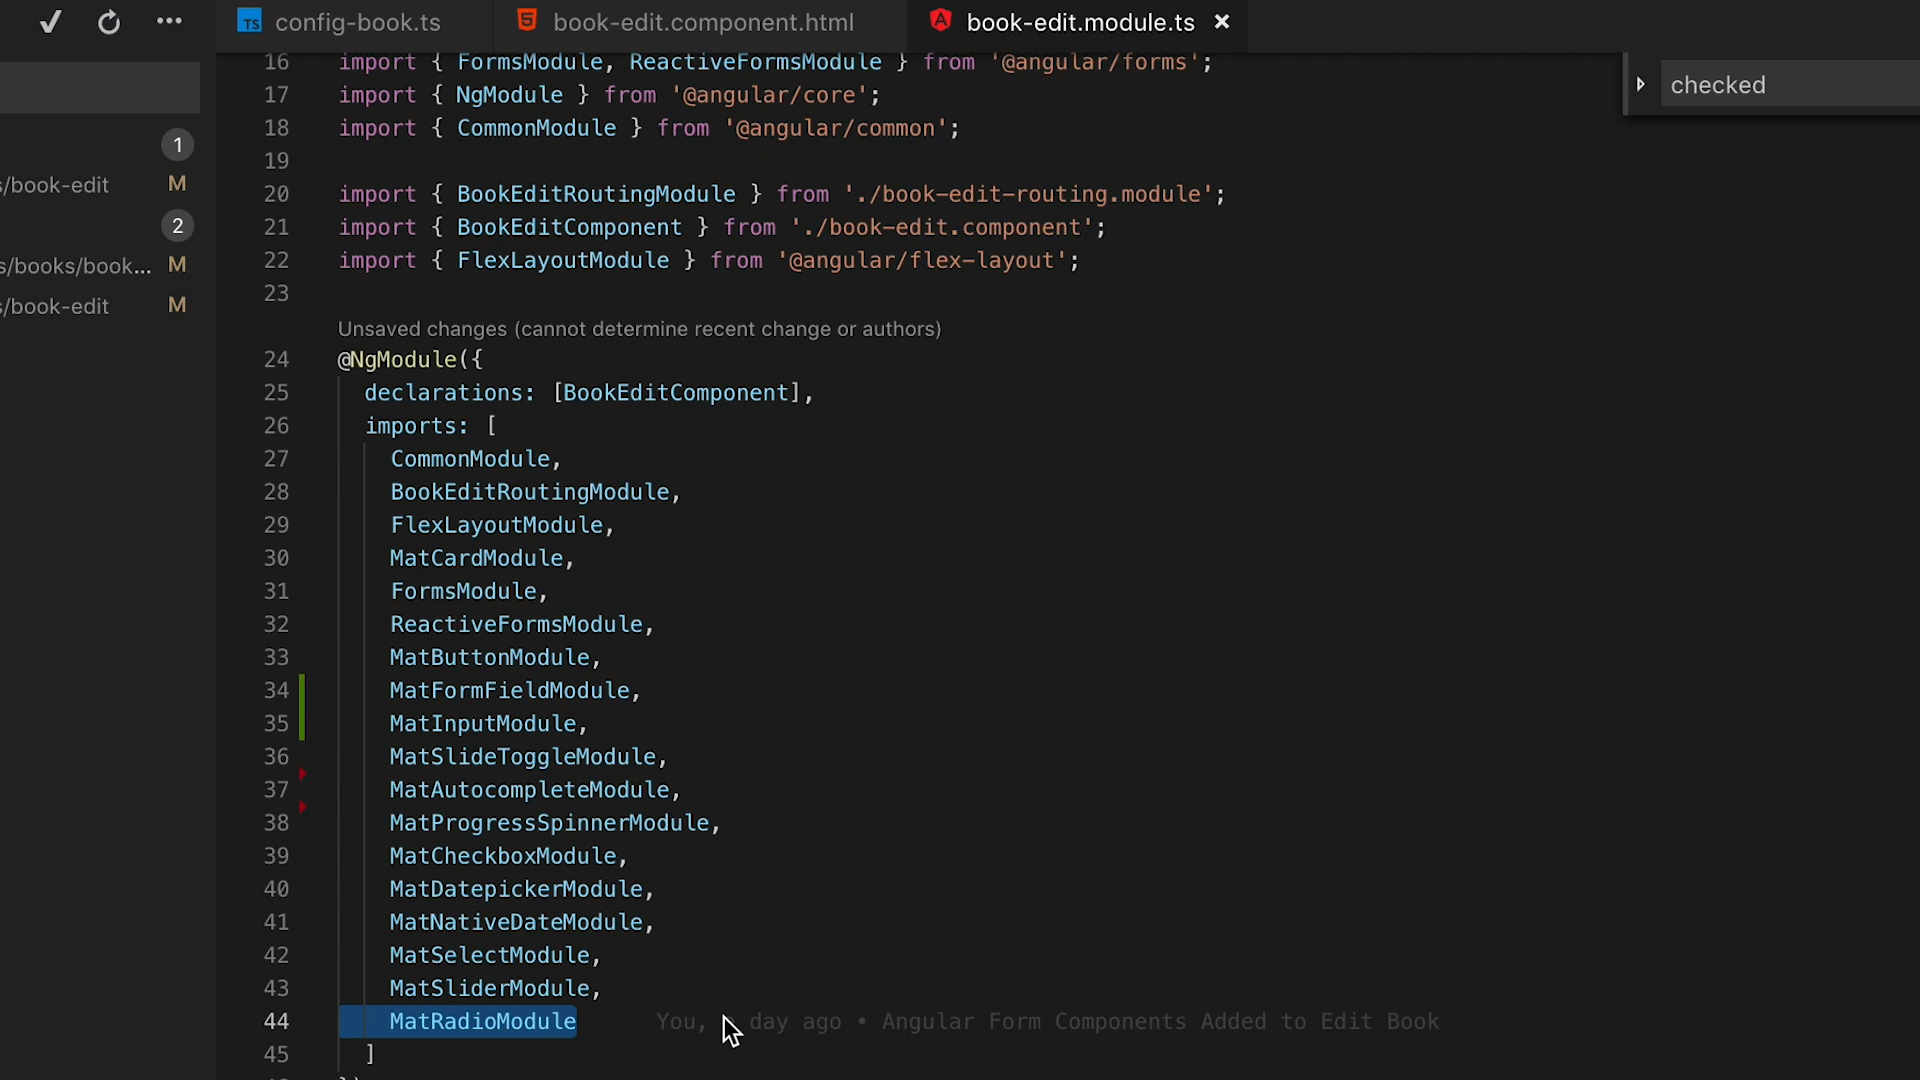 config-book.ts
book-edit.component.html
book-edit.module.ts
checked
1
s/book-edit M
2
s/books/book... M
s/book-edit M
16 import { FormsModule, ReactiveFormsModule } from '@angular/forms';
17 import { NgModule } from '@angular/core';
18 import { CommonModule } from '@angular/common';
19
20 import { BookEditRoutingModule } from './book-edit-routing.module';
21 import { BookEditComponent } from './book-edit.component';
22 import { FlexLayoutModule } from '@angular/flex-layout';
23
Unsaved changes (cannot determine recent change or authors)
24 @NgModule({
25 declarations: [BookEditComponent],
26 imports: [
27 CommonModule,
28 BookEditRoutingModule,
29 FlexLayoutModule,
30 MatCardModule,
31 FormsModule,
32 ReactiveFormsModule,
33 MatButtonModule,
34 MatFormFieldModule,
35 MatInputModule,
36 MatSlideToggleModule,
37 MatAutocompleteModule,
38 MatProgressSpinnerModule,
39 MatCheckboxModule,
40 MatDatepickerModule,
41 MatNativeDateModule,
42 MatSelectModule,
43 MatSliderModule,
44 MatRadioModule You, a day ago • Angular Form Components Added to Edit Book
45 ]